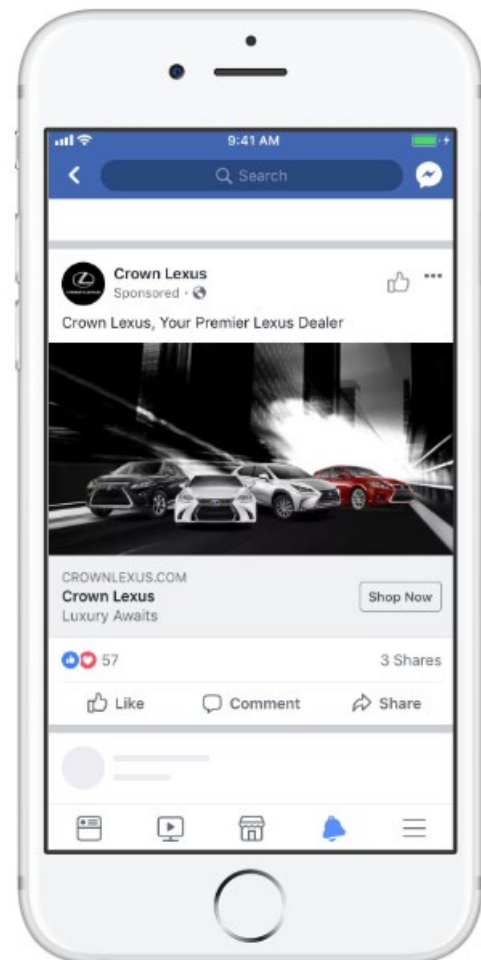 9:41 AM
Search
Crown Lexus
Sponsored ·
Crown Lexus, Your Premier Lexus Dealer
CROWNLEXUS.COM
Crown Lexus
Luxury Awaits
Shop Now
57
3 Shares
Like
Comment
Share